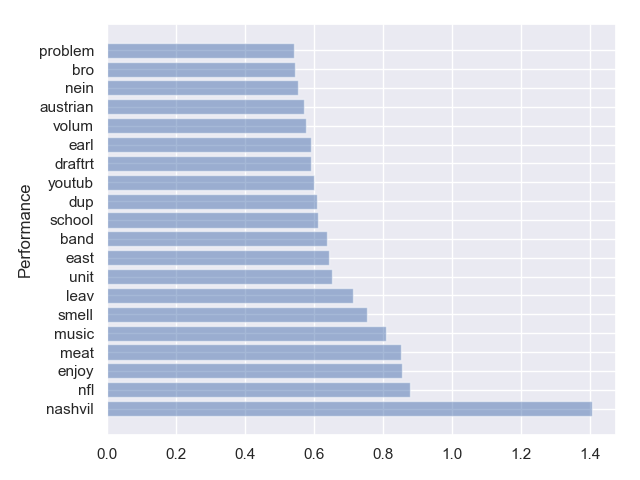 problem
bro
nein
austrian
volum
earl
draftrt
youtub
dup
school
band
east
unit
leav
smell
music
meat
enjoy
nfl
nashvil
Performance
0.0 0.2 0.4 0.6 0.8 1.0 1.2 1.4